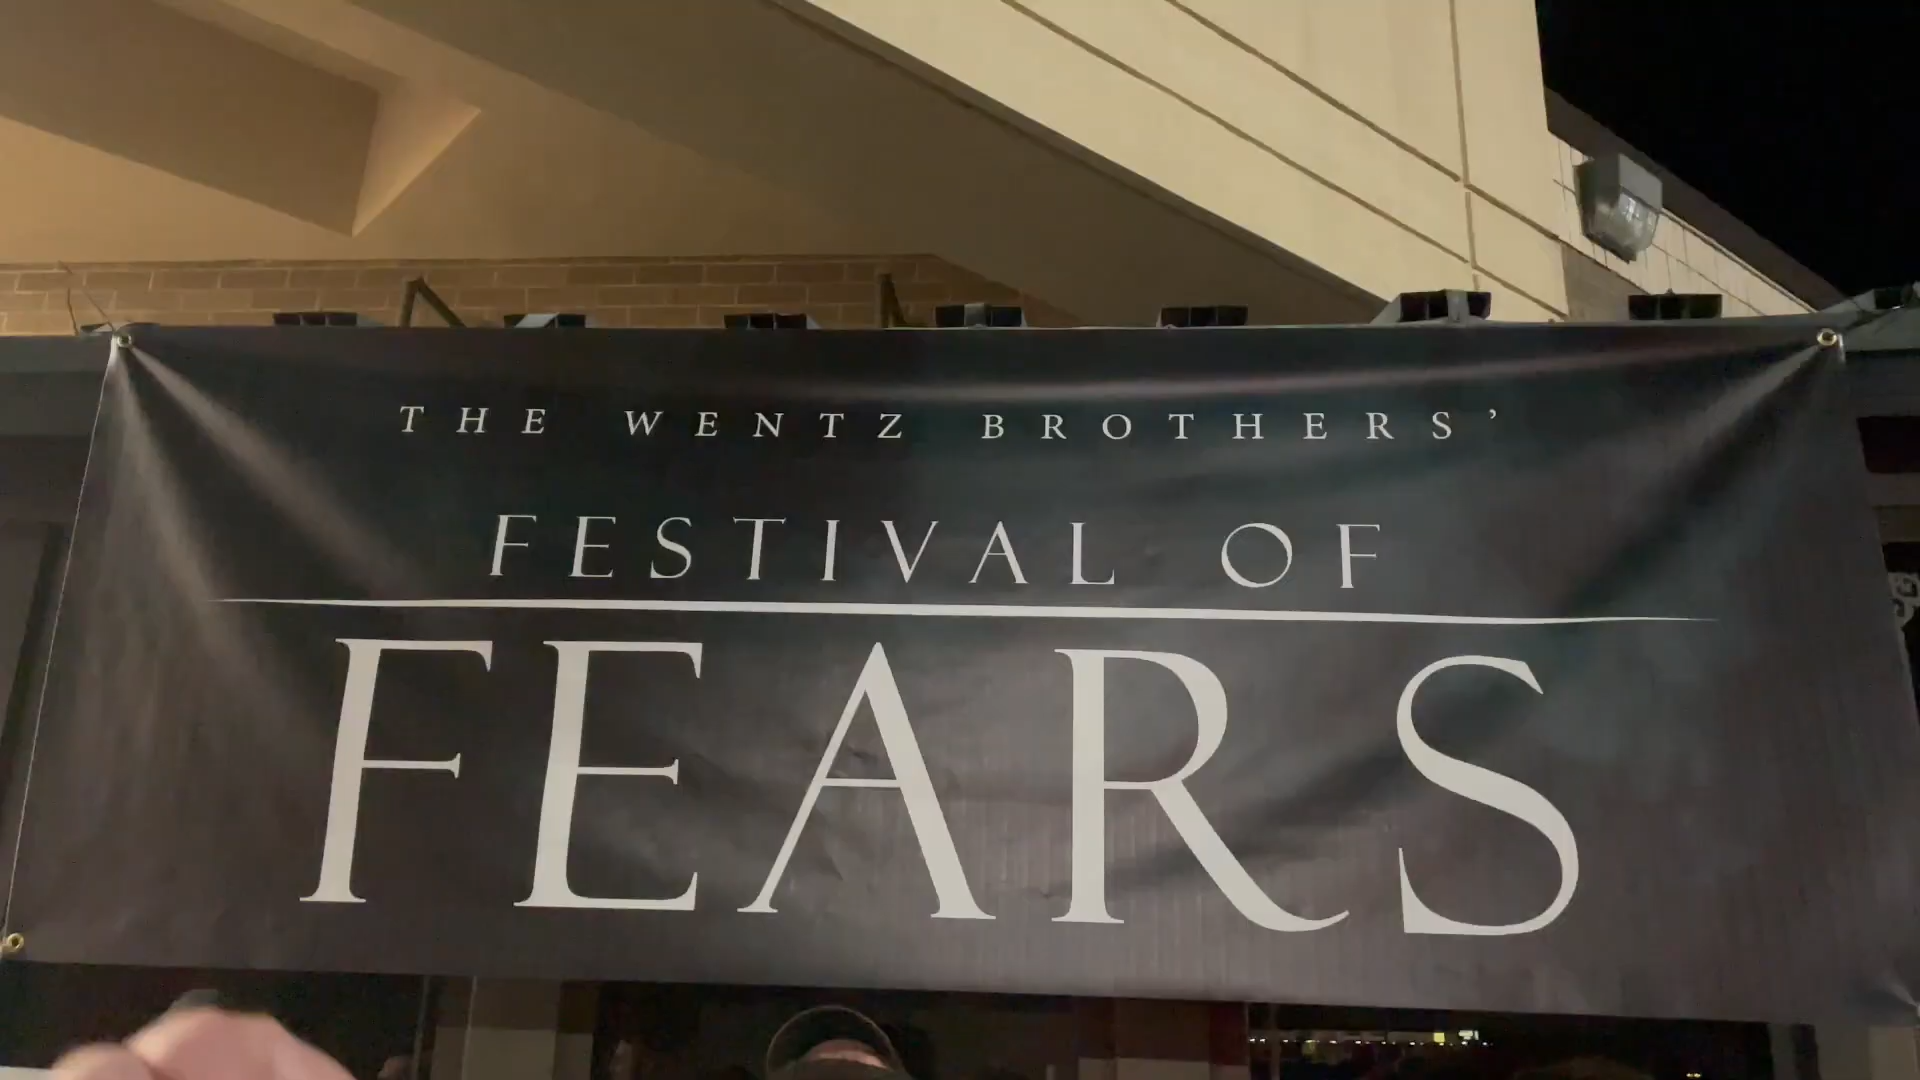 THE WENTZ BROTHERS’
FESTIVAL OF
FEARS